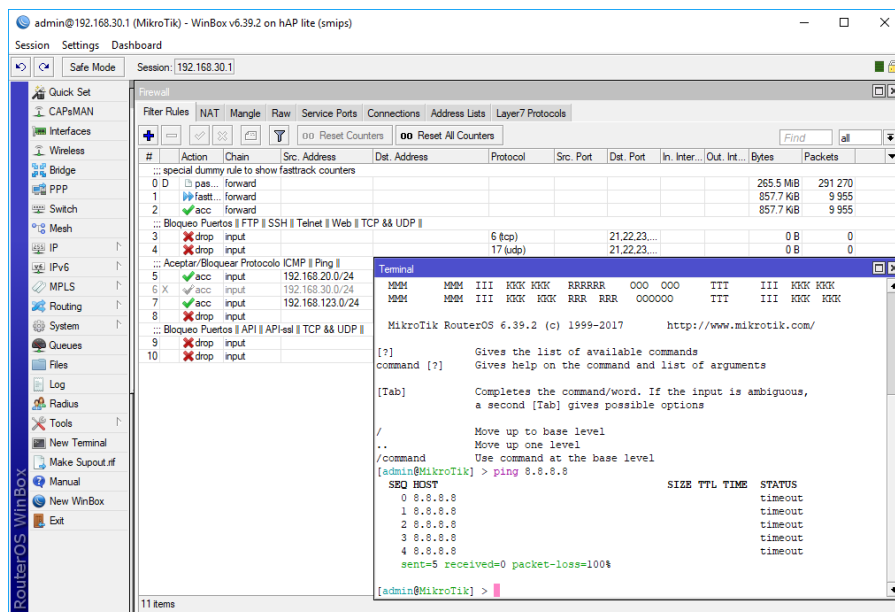 admin@192.168.30.1 (MikroTik) - WinBox v6.39.2 on hAP lite (smips)
Session Settings Dashboard
Safe Mode Session: 192.168.30.1
Quick Set
CAPsMAN
Interfaces
Wireless
Bridge
PPP
Switch
Mesh
IP
IPv6
MPLS
Routing
System
Queues
Files
Log
Radius
Tools
New Terminal
Make Supout.rif
Manual
New WinBox
Exit
RouterOS WinBox
Firewall
Filter Rules NAT Mangle Raw Service Ports Connections Address Lists Layer7 Protocols
00 Reset Counters 00 Reset All Counters Find all
# Action Chain Src. Address Dst. Address Protocol Src. Port Dst. Port In. Inter... Out. Int... Bytes Packets
;;; special dummy rule to show fasttrack counters
0 D pas... forward 265.5 MiB 291 270
1 fastt... forward 857.7 KiB 9 955
2 acc forward 857.7 KiB 9 955
;;; Bloqueo Puertos || FTP || SSH || Telnet || Web || TCP && UDP ||
3 drop input 6 (tcp) 21,22,23,... 0 B 0
4 drop input 17 (udp) 21,22,23,... 0 B 0
;;; Aceptar/Bloquear Protocolo ICMP || Ping ||
5 acc input 192.168.20.0/24
6 X acc input 192.168.30.0/24
7 acc input 192.168.123.0/24
8 drop input
;;; Bloqueo Puertos || API || API-ssl || TCP && UDP ||
9 drop input
10 drop input
11 items
Terminal
MMM MMM III KKK KKK RRRRRR OOO OOO TTT III KKK KKK
MMM MMM III KKK KKK RRR RRR OOOOOO TTT III KKK KKK
MikroTik RouterOS 6.39.2 (c) 1999-2017 http://www.mikrotik.com/
[?] Gives the list of available commands
command [?] Gives help on the command and list of arguments
[Tab] Completes the command/word. If the input is ambiguous,
a second [Tab] gives possible options
/ Move up to base level
.. Move up one level
/command Use command at the base level
[admin@MikroTik] > ping 8.8.8.8
SEQ HOST SIZE TTL TIME STATUS
0 8.8.8.8 timeout
1 8.8.8.8 timeout
2 8.8.8.8 timeout
3 8.8.8.8 timeout
4 8.8.8.8 timeout
sent=5 received=0 packet-loss=100%
[admin@MikroTik] >